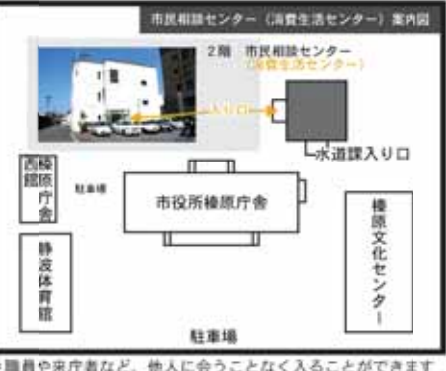 市民相談センター（消費生活センター）案内図
2階 市民相談センター
（消費生活センター）
入り口
水道課入り口
榛原庁舎
西館
駐車場
市役所榛原庁舎
静波体育館
榛原文化センター
駐車場
*職員や来庁者など、他人に会うことなく入ることができます